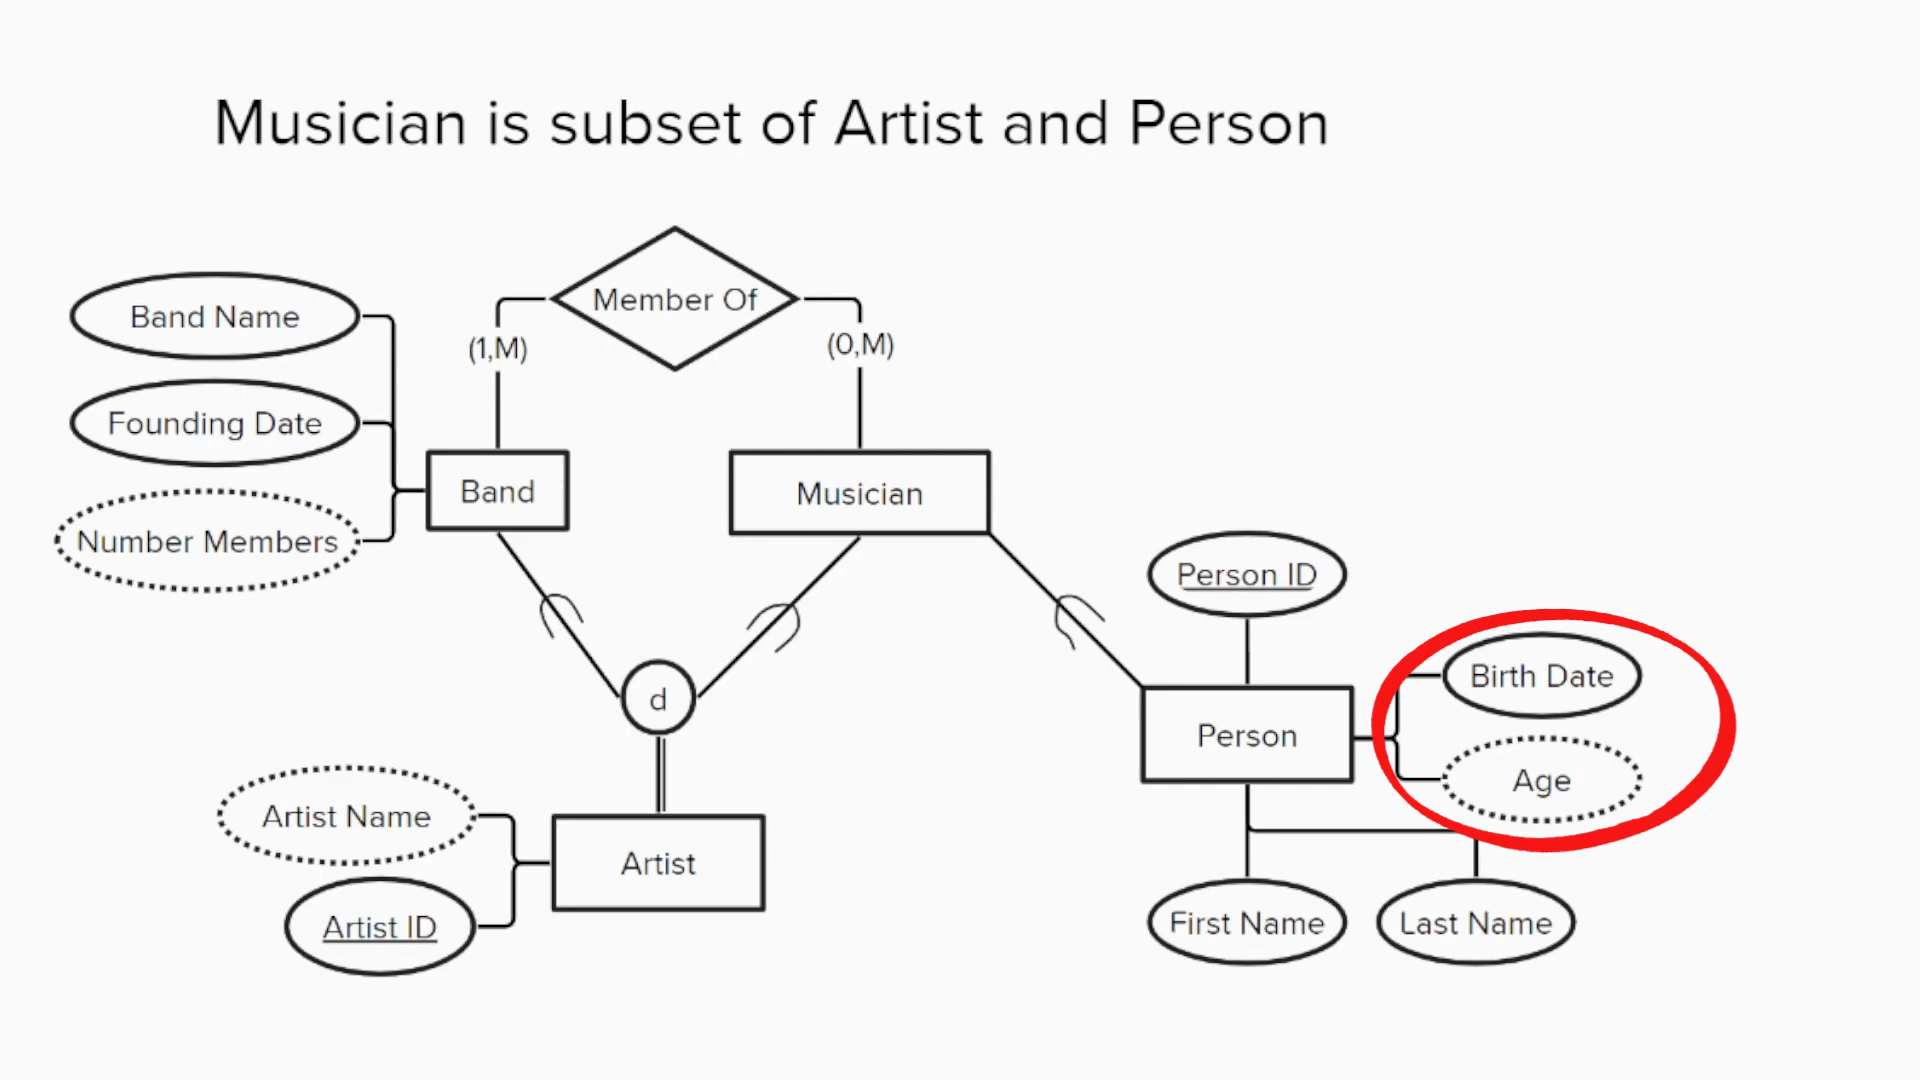 Musician is subset of Artist and Person
Member Of
Band Name
(1,M)
(0,M)
Founding Date
Band
Musician
Number Members
Person ID
Birth Date
d
Person
Age
Artist Name
Artist
Artist ID
First Name
Last Name